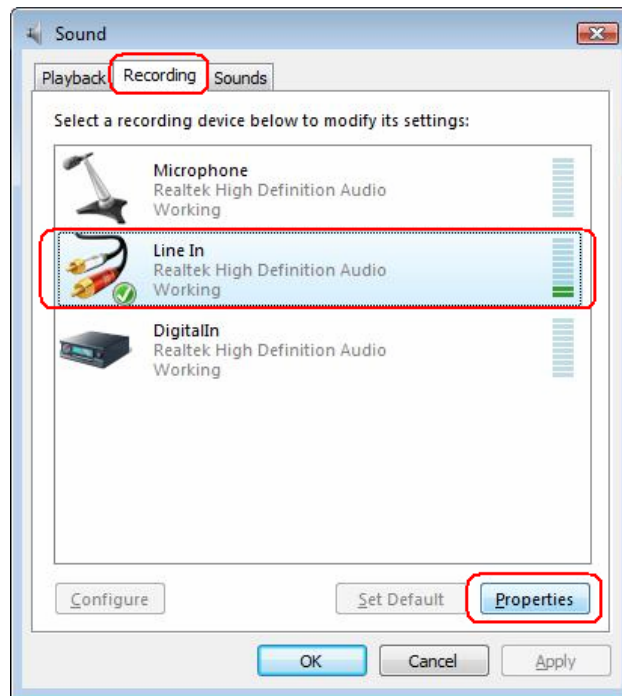 Sound
Playback Recording Sounds
Select a recording device below to modify its settings:
Microphone
Realtek High Definition Audio
Working
Line In
Realtek High Definition Audio
Working
DigitalIn
Realtek High Definition Audio
Working
Configure Set Default Properties
OK Cancel Apply